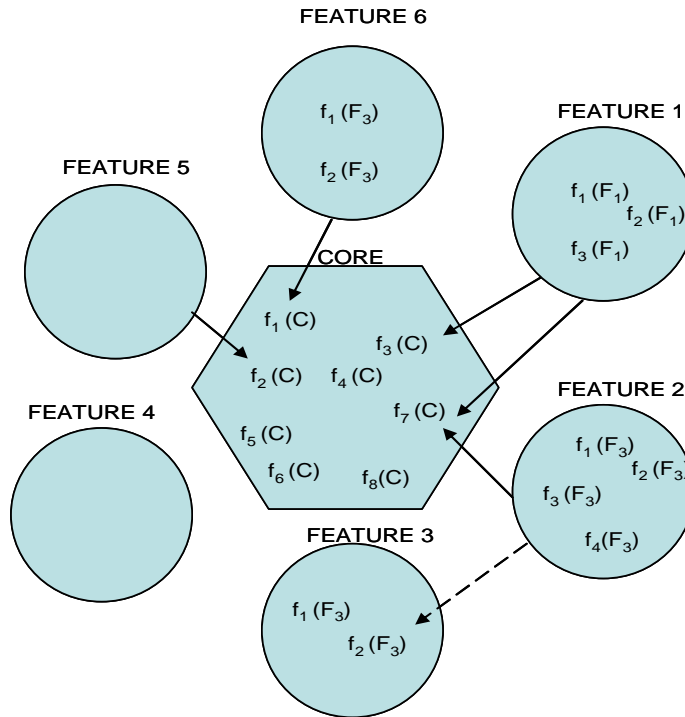 FEATURE 6
f₁ (F₃)
f₂ (F₃)
FEATURE 1
f₁ (F₁)
f₂ (F₁)
f₃ (F₁)
FEATURE 5
CORE
f₁ (C)
f₃ (C)
f₂ (C)
f₄ (C)
f₇ (C)
f₅ (C)
f₆ (C)
f₈(C)
FEATURE 4
FEATURE 2
f₁ (F₃)
f₂ (F₃)
f₃ (F₃)
f₄(F₃)
FEATURE 3
f₁ (F₃)
f₂ (F₃)